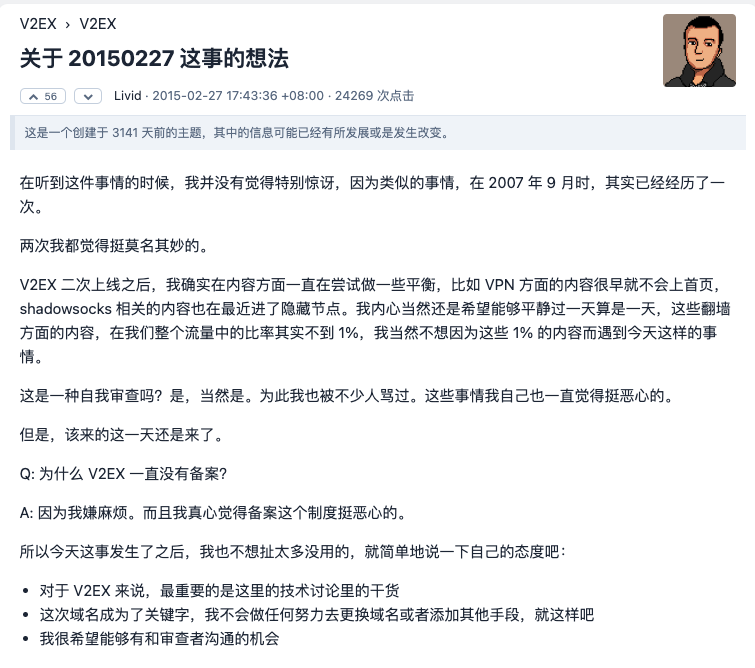 V2EX › V2EX
关于 20150227 这事的想法
56 Livid · 2015-02-27 17:43:36 +08:00 · 24269 次点击
这是一个创建于 3141 天前的主题，其中的信息可能已经有所发展或是发生改变。
在听到这件事情的时候，我并没有觉得特别惊讶，因为类似的事情，在 2007 年 9 月时，其实已经经历了一
次。
两次我都觉得挺莫名其妙的。
V2EX 二次上线之后，我确实在内容方面一直在尝试做一些平衡，比如 VPN 方面的内容很早就不会上首页，
shadowsocks 相关的内容也在最近进了隐藏节点。我内心当然还是希望能够平静过一天算是一天，这些翻墙
方面的内容，在我们整个流量中的比率其实不到 1%，我当然不想因为这些 1% 的内容而遇到今天这样的事
情。
这是一种自我审查吗？是，当然是。为此我也被不少人骂过。这些事情我自己也一直觉得挺恶心的。
但是，该来的这一天还是来了。
Q: 为什么 V2EX 一直没有备案?
A: 因为我嫌麻烦。而且我真心觉得备案这个制度挺恶心的。
所以今天这事发生了之后，我也不想扯太多没用的，就简单地说一下自己的态度吧：
• 对于 V2EX 来说，最重要的是这里的技术讨论里的干货
• 这次域名成为了关键字，我不会做任何努力去更换域名或者添加其他手段，就这样吧
• 我很希望能够有和审查者沟通的机会